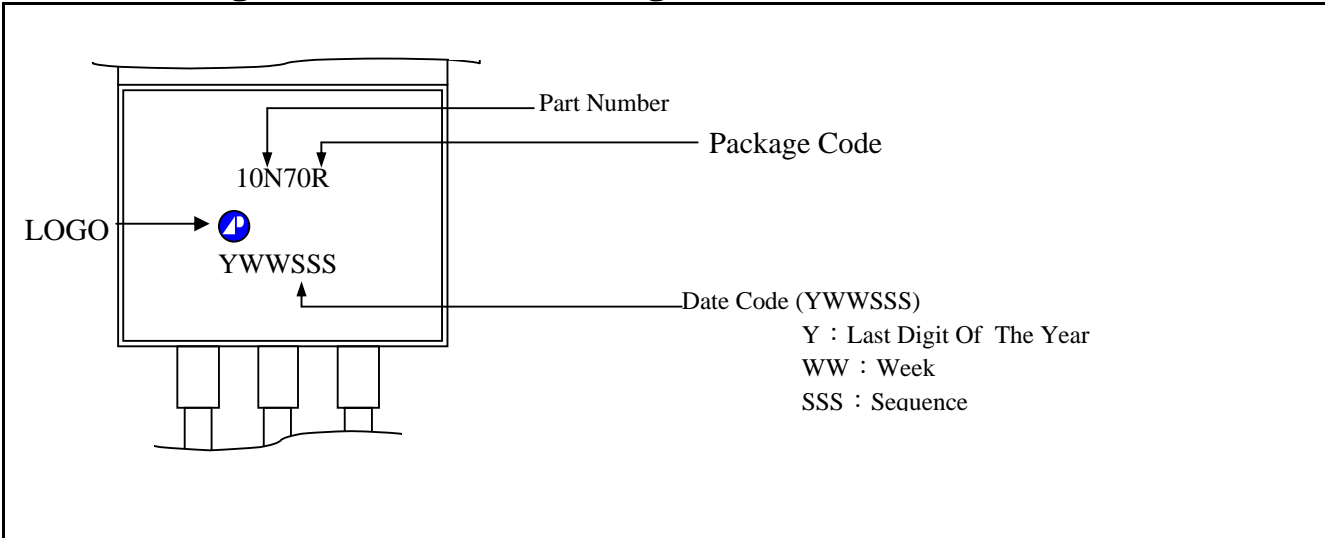 Part Number
Package Code
10N70R
LOGO
YWWSSS
Date Code (YWWSSS)
Y：Last Digit Of The Year
WW：Week
SSS：Sequence